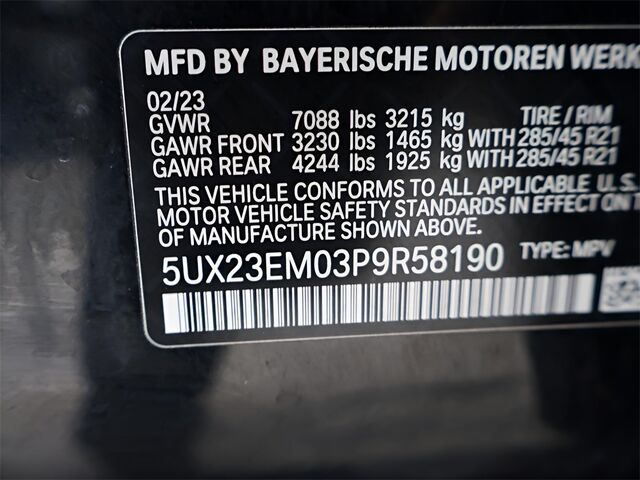 MFD BY BAYERISCHE MOTOREN WERK
02/23
GVWR 7088 lbs 3215 kg TIRE / RIM
GAWR FRONT 3230 lbs 1465 kg WITH 285/45 R21
GAWR REAR 4244 lbs 1925 kg WITH 285/45 R21
THIS VEHICLE CONFORMS TO ALL APPLICABLE U.S.
MOTOR VEHICLE SAFETY STANDARDS IN EFFECT ON T
DATE OF MANUFACTURE SHOWN ABOVE.
5UX23EM03P9R58190 TYPE: MPV